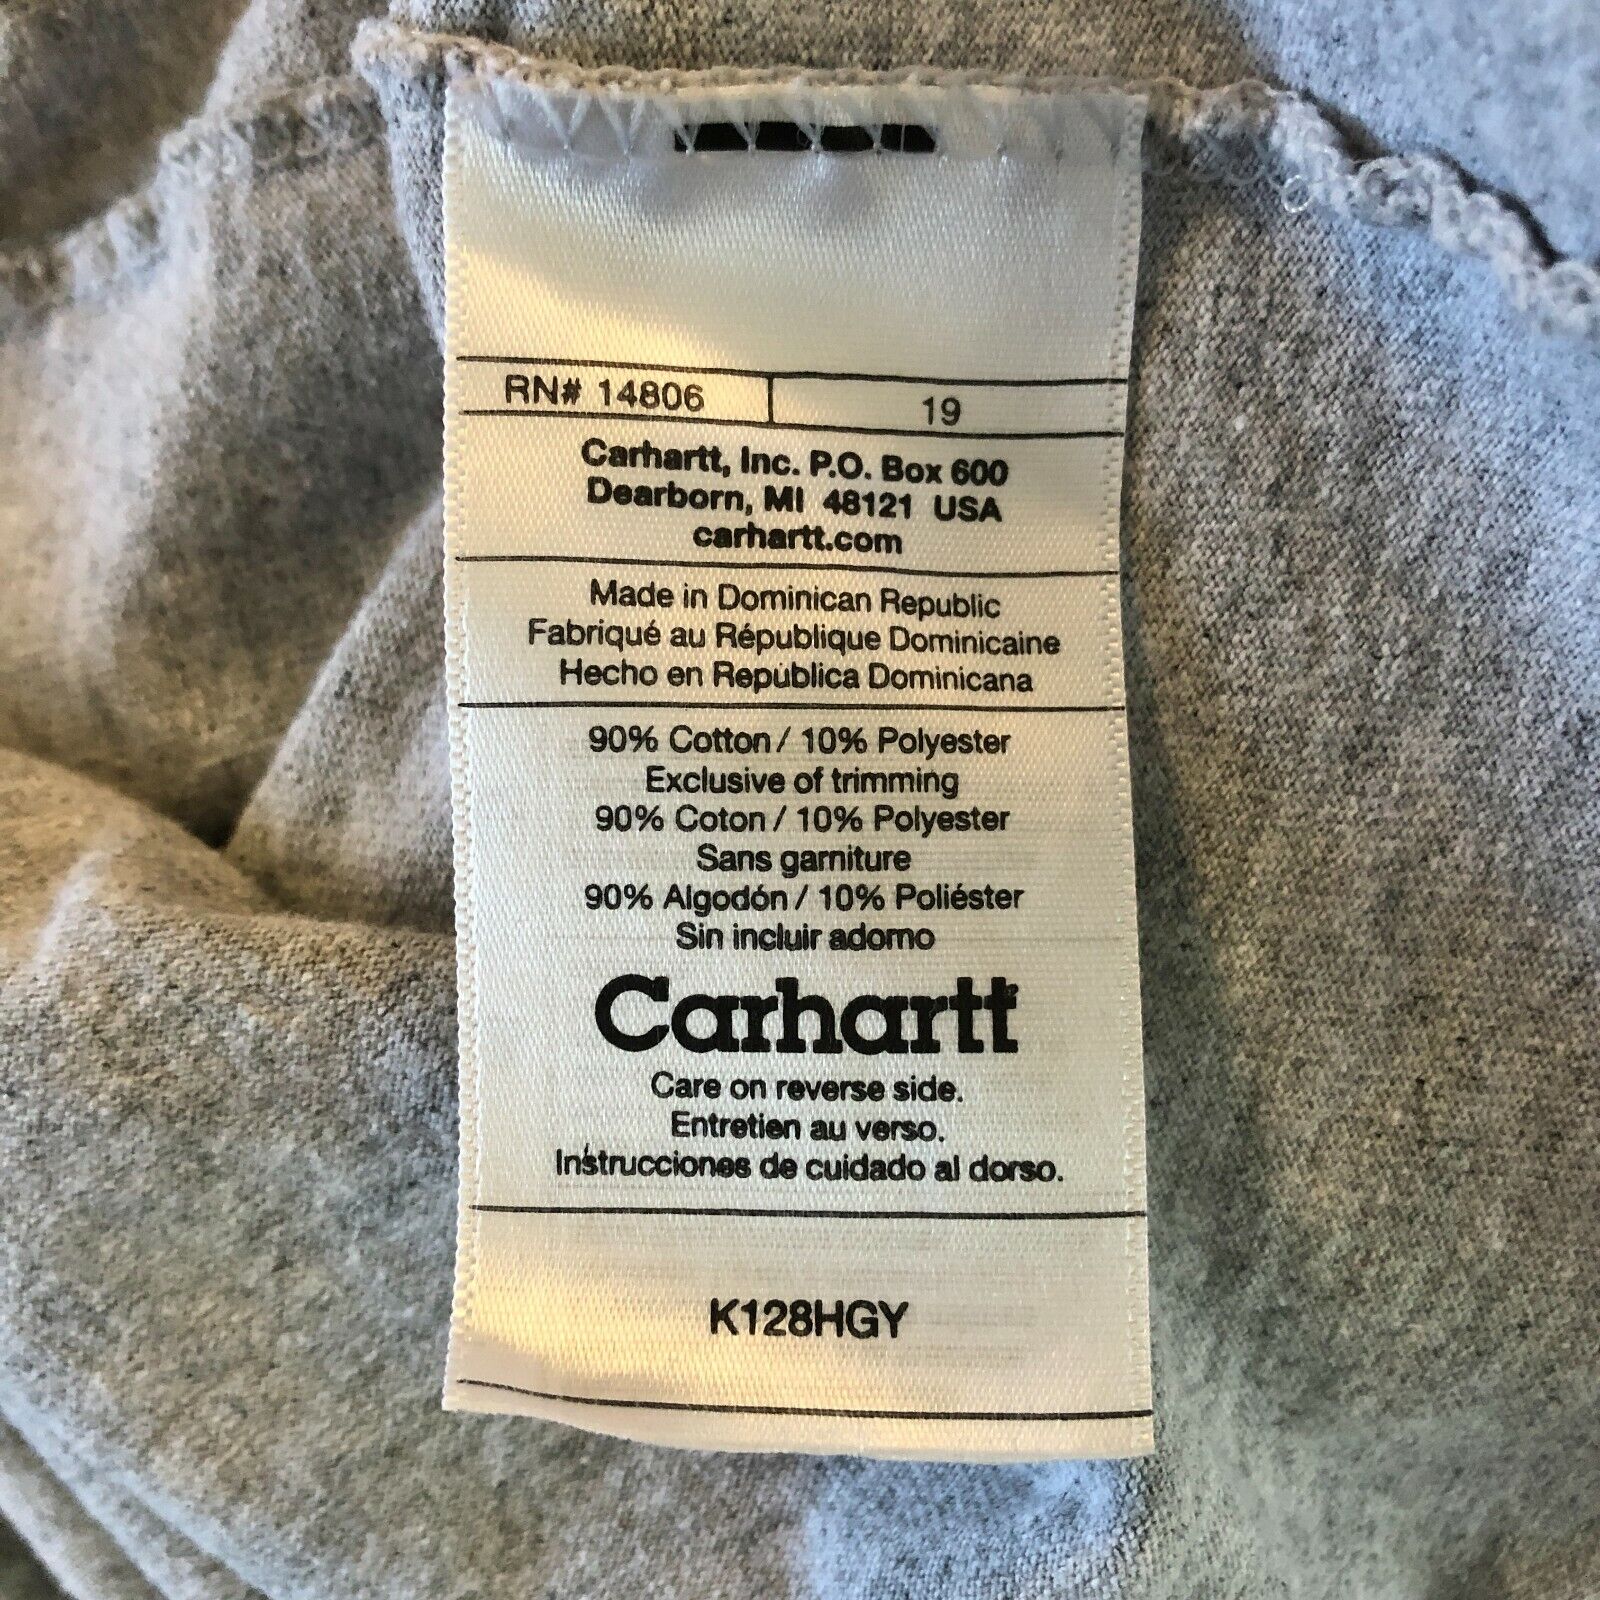 RN# 14806 19
Carhartt, Inc. P.O. Box 600
Dearborn, MI 48121 USA
carhartt.com
Made in Dominican Republic
Fabriqué au République Dominicaine
Hecho en República Dominicana
90% Cotton / 10% Polyester
Exclusive of trimming
90% Coton / 10% Polyester
Sans garniture
90% Algodón / 10% Poliéster
Sin incluir adorno
Carhartt
Care on reverse side.
Entretien au verso.
Instrucciones de cuidado al dorso.
K128HGY